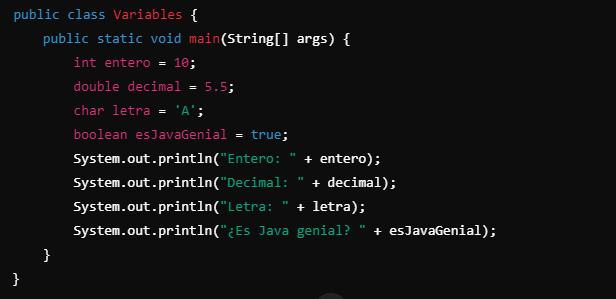 public class Variables {
    public static void main(String[] args) {
        int entero = 10;
        double decimal = 5.5;
        char letra = 'A';
        boolean esJavaGenial = true;
        System.out.println("Entero: " + entero);
        System.out.println("Decimal: " + decimal);
        System.out.println("Letra: " + letra);
        System.out.println("¿Es Java genial? " + esJavaGenial);
    }
}